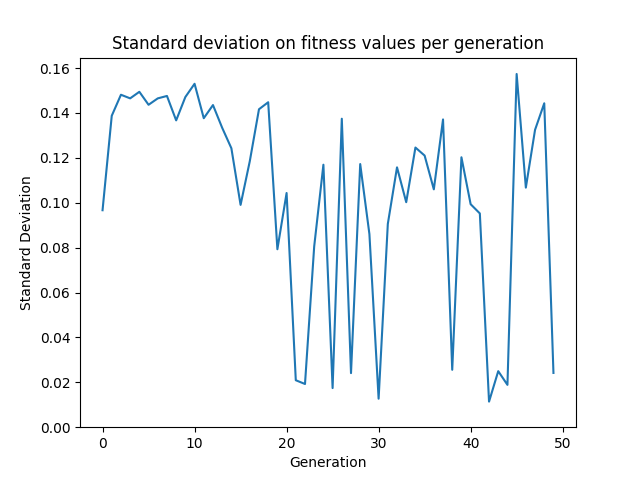 Standard deviation on fitness values per generation
0.16
0.14
0.12
0.10
0.08
0.06
0.04
0.02
0.00
Standard Deviation
0 10 20 30 40 50
Generation